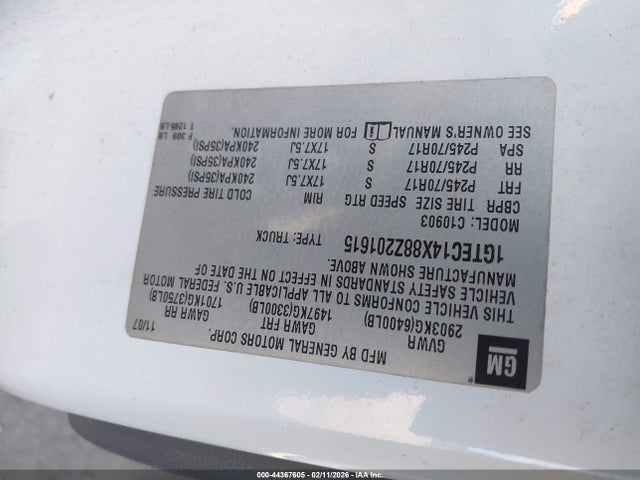 GM
MFD BY GENERAL MOTORS CORP.
11/07
GVWR GAWR FRT GAWR RR
2903KG(6400LB) 1497KG(3300LB) 1701KG(3750LB)
THIS VEHICLE CONFORMS TO ALL APPLICABLE U.S. FEDERAL MOTOR
VEHICLE SAFETY STANDARDS IN EFFECT ON THE DATE OF
MANUFACTURE SHOWN ABOVE.
1GTEC14X88Z201615 TYPE: TRUCK
MODEL: C10903
CBPR TIRE SIZE SPEED RTG RIM COLD TIRE PRESSURE
FRT P245/70R17 S 17X7.5J 240KPA(35PSI)
RR P245/70R17 S 17X7.5J 240KPA(35PSI)
SPA P245/70R17 S 17X7.5J 240KPA(35PSI)
SEE OWNER'S MANUAL FOR MORE INFORMATION.
F 309 LB
T 1285 LB
000-44367605 - 02/11/2026 - IAA Inc.